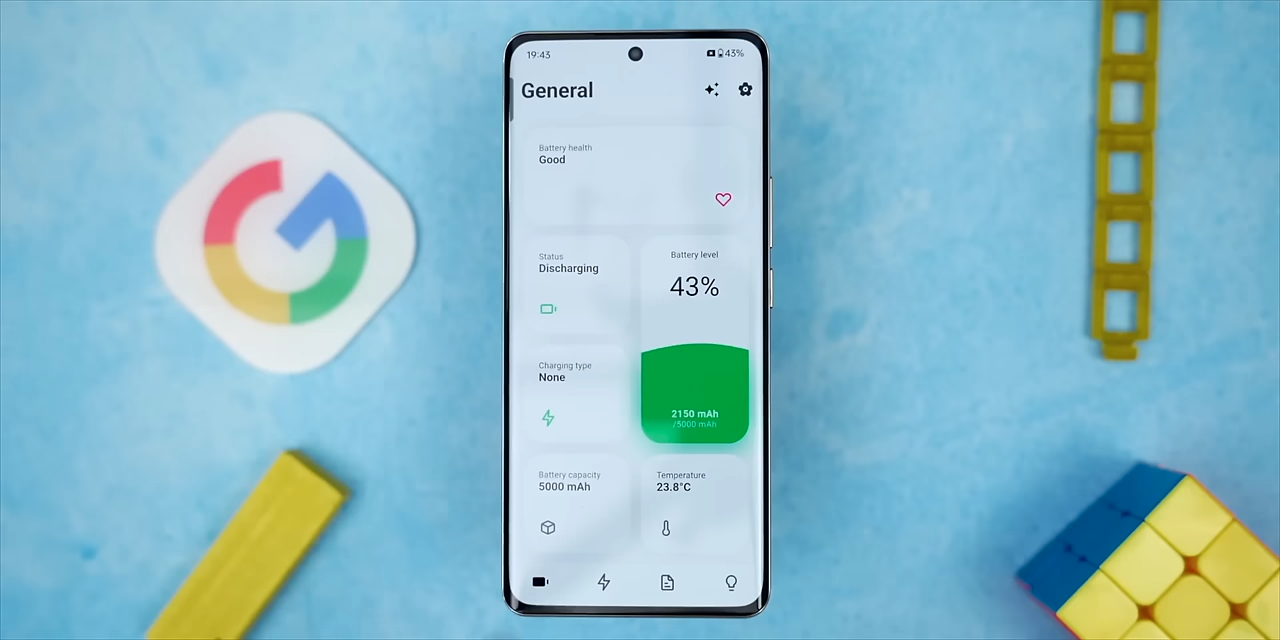 19:43
43%
General
Battery health
Good
Status
Discharging
Battery level
43%
Charging type
None
2150 mAh
/5000 mAh
Battery capacity
5000 mAh
Temperature
23.8°C